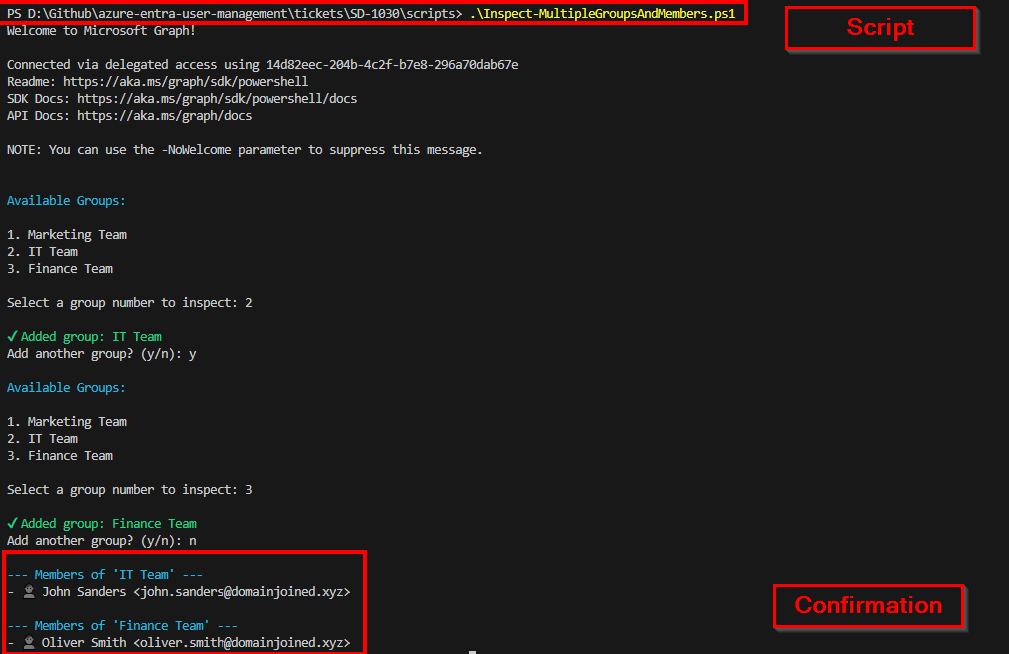 PS D:\Github\azure-entra-user-management\tickets\SD-1030\scripts> .\Inspect-MultipleGroupsAndMembers.ps1
Script
Welcome to Microsoft Graph!
Connected via delegated access using 14d82eec-204b-4c2f-b7e8-296a70dab67e
Readme: https://aka.ms/graph/sdk/powershell
SDK Docs: https://aka.ms/graph/sdk/powershell/docs
API Docs: https://aka.ms/graph/docs
NOTE: You can use the -NoWelcome parameter to suppress this message.
Available Groups:
1. Marketing Team
2. IT Team
3. Finance Team
Select a group number to inspect: 2
✓Added group: IT Team
Add another group? (y/n): y
Available Groups:
1. Marketing Team
2. IT Team
3. Finance Team
Select a group number to inspect: 3
✓Added group: Finance Team
Add another group? (y/n): n
--- Members of 'IT Team' ---
- 👤 John Sanders <john.sanders@domainjoined.xyz>
Confirmation
--- Members of 'Finance Team' ---
- 👤 Oliver Smith <oliver.smith@domainjoined.xyz>